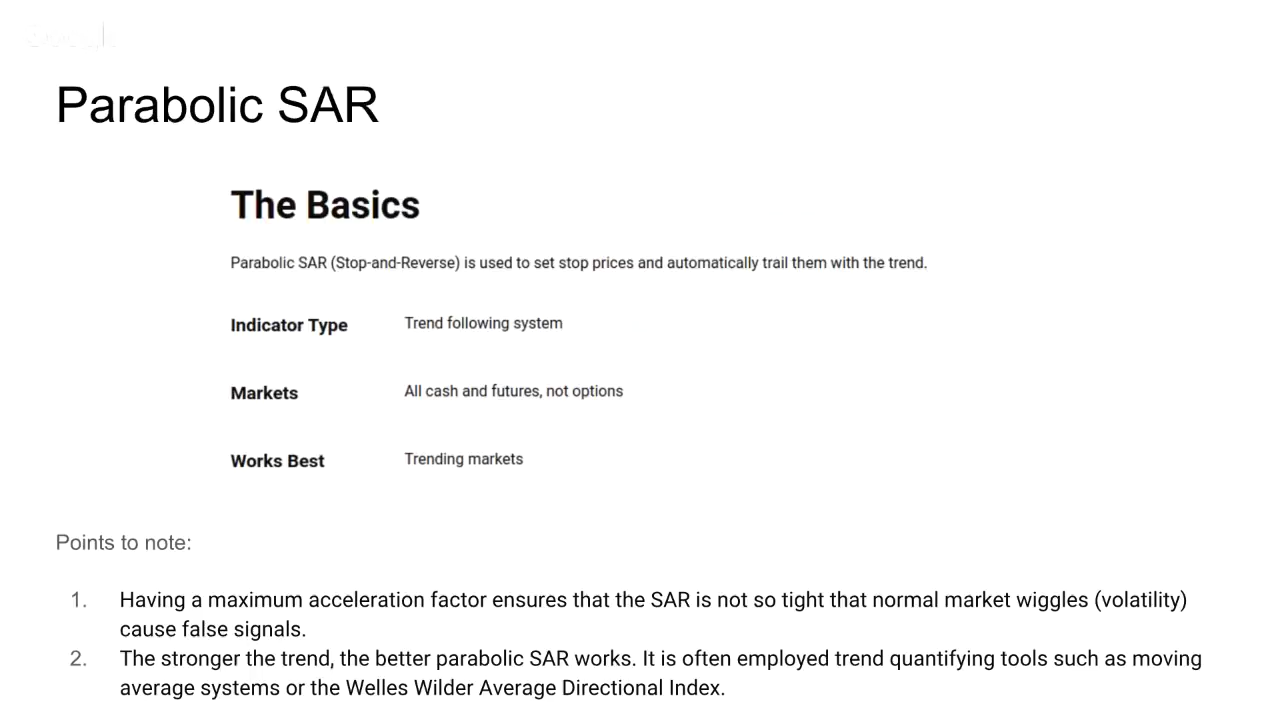 Parabolic SAR
The Basics
Parabolic SAR (Stop-and-Reverse) is used to set stop prices and automatically trail them with the trend.
Indicator Type Trend following system
Markets All cash and futures, not options
Works Best Trending markets
Points to note:
1. Having a maximum acceleration factor ensures that the SAR is not so tight that normal market wiggles (volatility)
cause false signals.
2. The stronger the trend, the better parabolic SAR works. It is often employed trend quantifying tools such as moving
average systems or the Welles Wilder Average Directional Index.